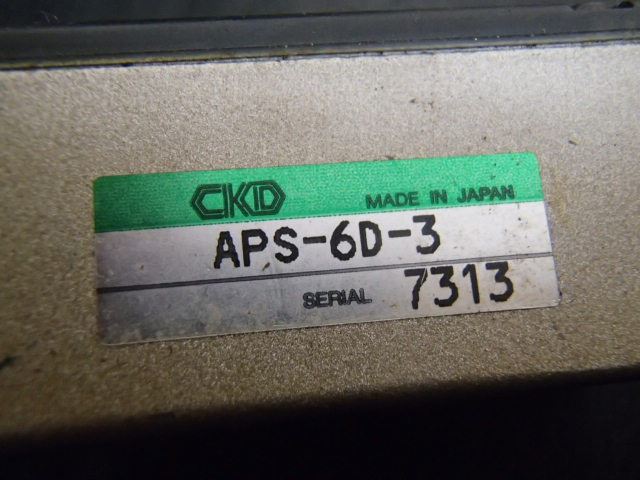 CKD MADE IN JAPAN
APS-6D-3
SERIAL 7313